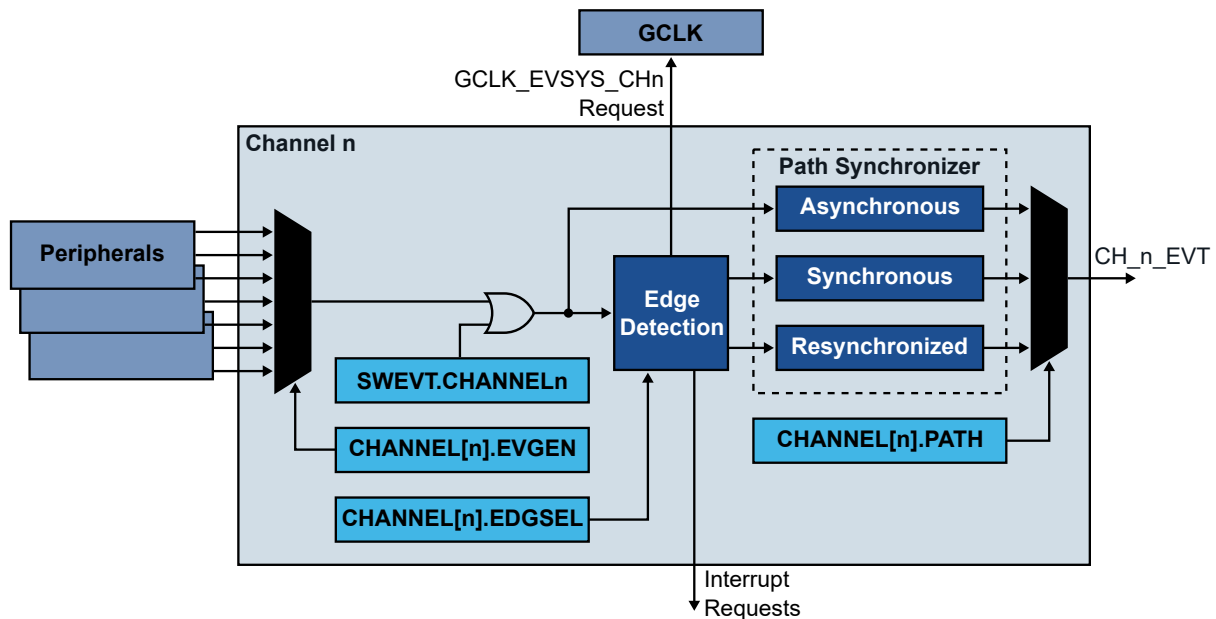 GCLK
GCLK_EVSYS_CHn
Request
Channel n
Path Synchronizer
Asynchronous
Peripherals
CH_n_EVT
Synchronous
Edge
Detection
Resynchronized
SWEVT.CHANNELn
CHANNEL[n].EVGEN
CHANNEL[n].PATH
CHANNEL[n].EDGSEL
Interrupt
Requests